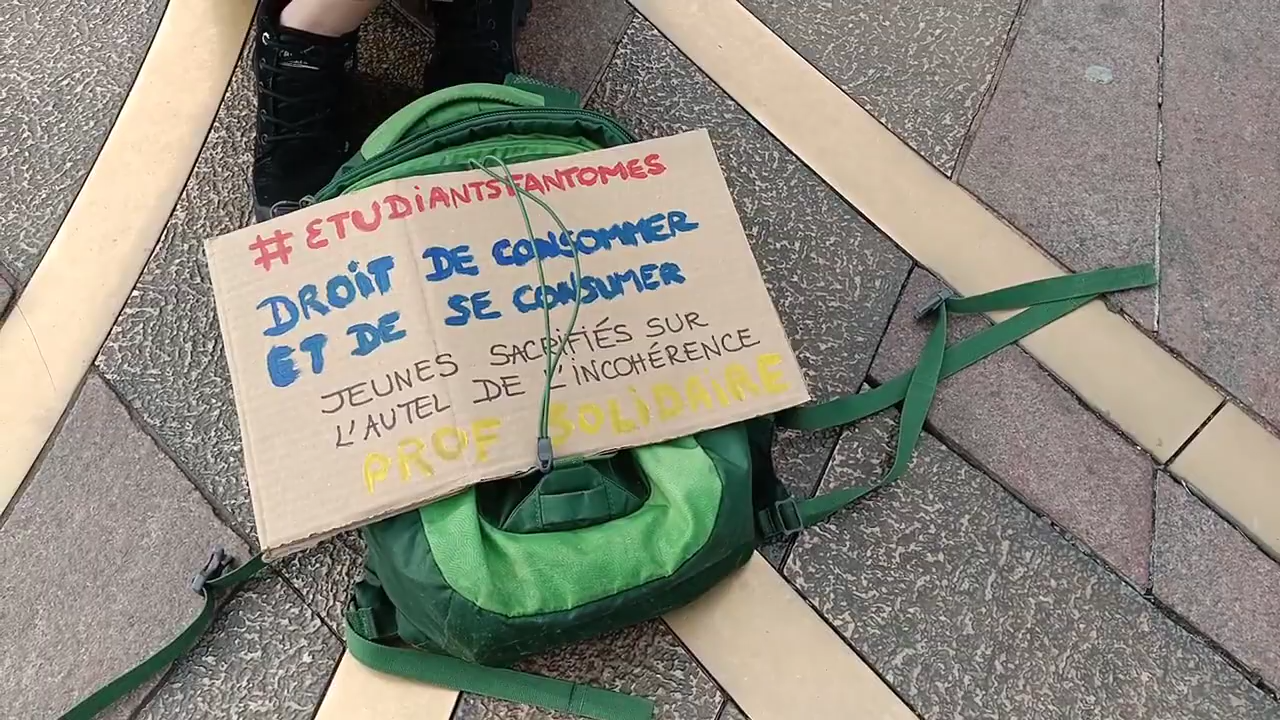 # ETUDiANTSFANTOMES
DROiT DE CONSOMMER
ET DE SE CONSUMER
JEUNES SACRIFIÉS SUR
L'AUTEL DE L'INCOHÉRENCE
PROF SOLIDAIRE